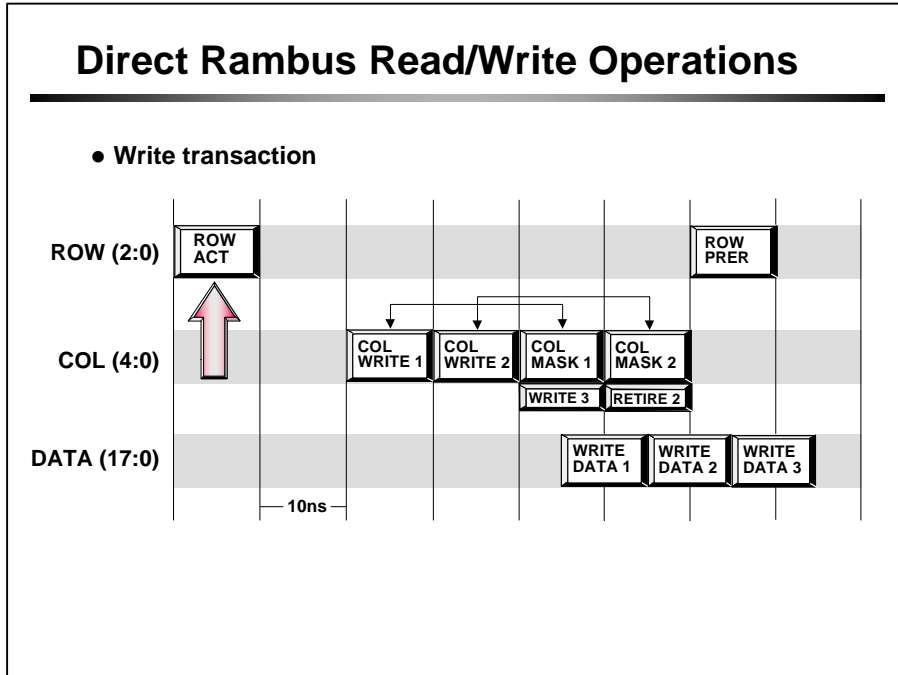 Direct Rambus Read/Write Operations
● Write transaction
ROW (2:0)
ROW
ACT
ROW
PRER
COL (4:0)
COL
WRITE 1
COL
WRITE 2
COL
MASK 1
COL
MASK 2
WRITE 3
RETIRE 2
DATA (17:0)
WRITE
DATA 1
WRITE
DATA 2
WRITE
DATA 3
10ns